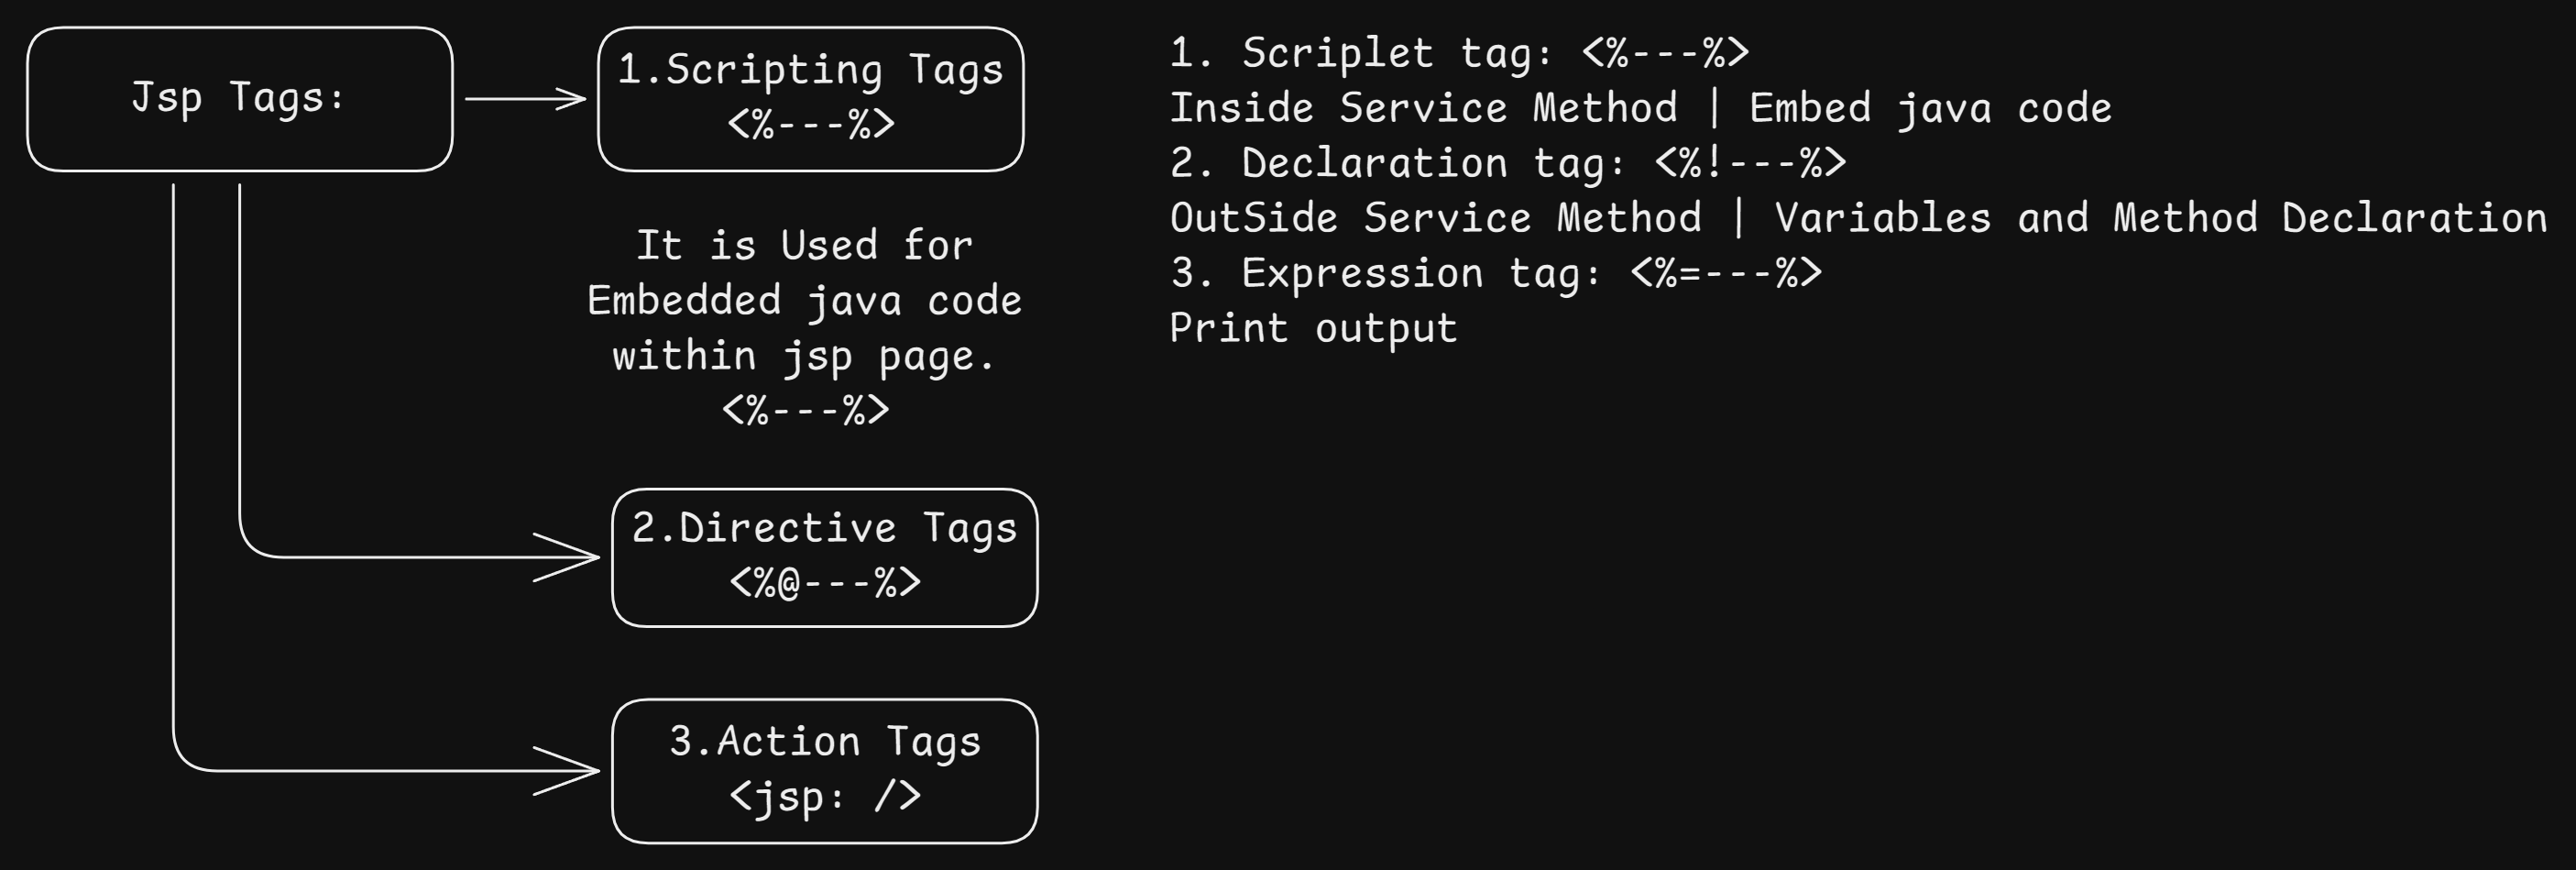 Jsp Tags:
1.Scripting Tags
<%---%>
It is Used for
Embedded java code
within jsp page.
<%---%>
2.Directive Tags
<%@---%>
3.Action Tags
<jsp: />
1. Scriplet tag: <%---%>
Inside Service Method | Embed java code
2. Declaration tag: <%!---%>
OutSide Service Method | Variables and Method Declaration
3. Expression tag: <%=---%>
Print output